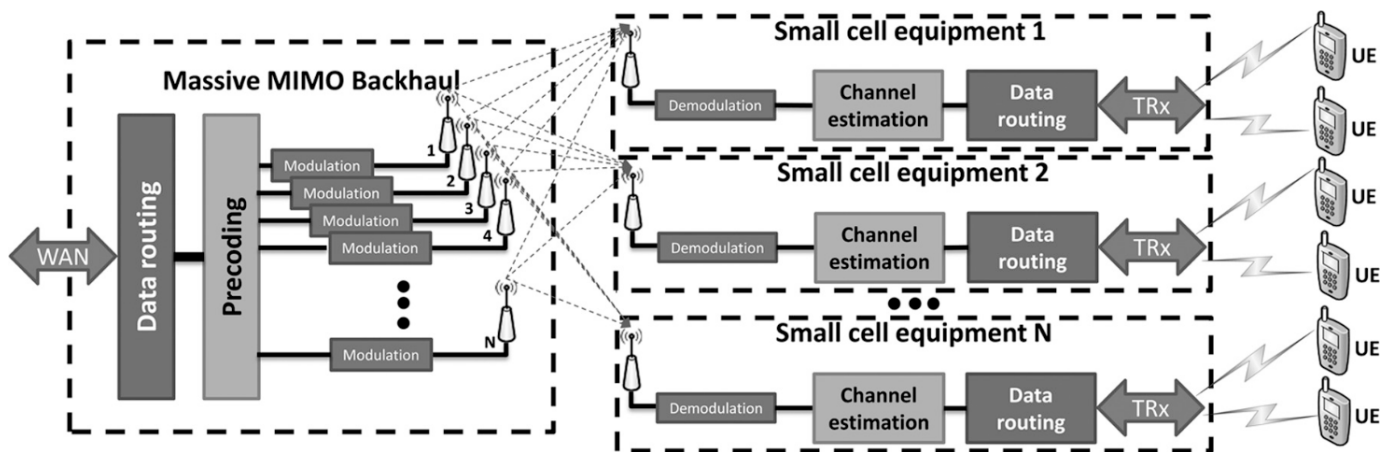 Massive MIMO Backhaul
WAN
Data routing
Precoding
Modulation
Modulation
Modulation
Modulation
Modulation
1
2
3
4
N
Small cell equipment 1
Demodulation
Channel
estimation
Data
routing
TRx
UE
UE
Small cell equipment 2
Demodulation
Channel
estimation
Data
routing
TRx
UE
UE
Small cell equipment N
Demodulation
Channel
estimation
Data
routing
TRx
UE
UE